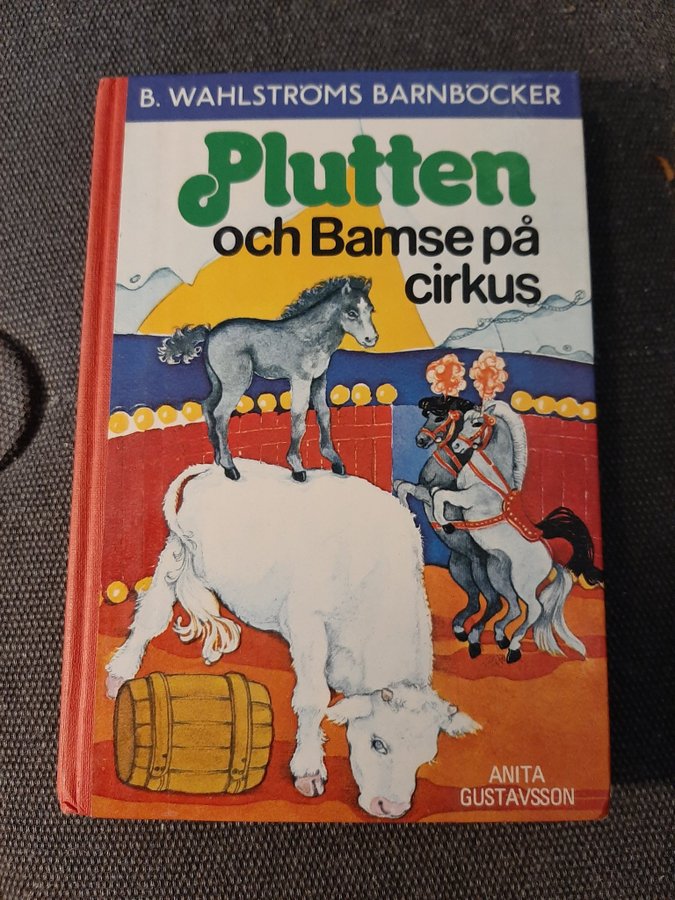 B. WAHLSTRÖMS BARNBÖCKER
Plutten
och Bamse på
cirkus
ANITA
GUSTAVSSON